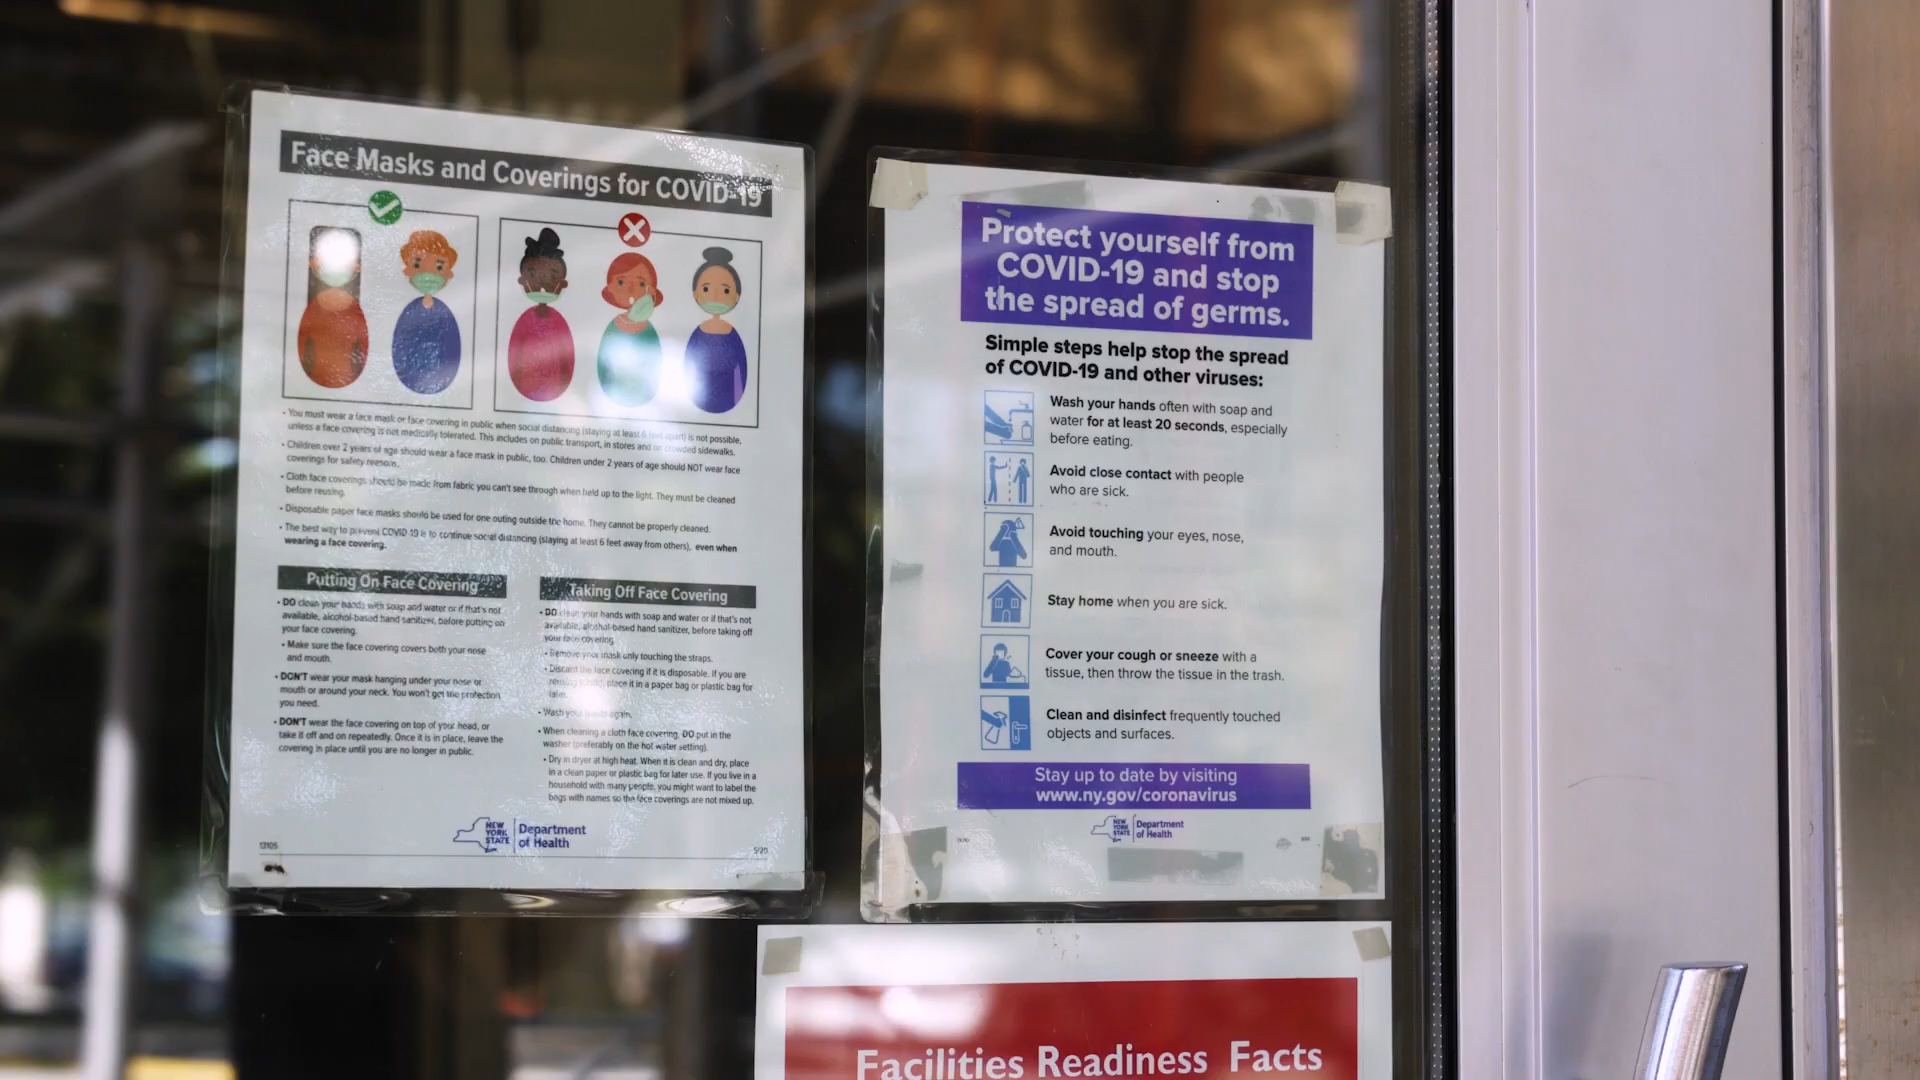 Face Masks and Coverings for COVID-19
• You must wear a face mask or face covering in public when social distancing (staying at least 6 feet apart) is not possible,
unless a face covering is not medically tolerated. This includes on public transport, in stores and on crowded sidewalks.
• Children over 2 years of age should wear a face mask in public, too. Children under 2 years of age should NOT wear face
coverings for safety reasons.
• Cloth face coverings should be made from fabric you can't see through when held up to the light. They must be cleaned
before reusing.
• Disposable paper face masks should be used for one outing outside the home. They cannot be properly cleaned.
• The best way to prevent COVID-19 is to continue social distancing (staying at least 6 feet away from others), even when
wearing a face covering.
Putting On Face Covering
• DO clean your hands with soap and water or if that's not
available, alcohol-based hand sanitizer, before putting on
your face covering.
• Make sure the face covering covers both your nose
and mouth.
• DON'T wear your mask hanging under your nose or
mouth or around your neck. You won't get the protection
you need.
• DON'T wear the face covering on top of your head, or
take it off and on repeatedly. Once it is in place, leave the
covering in place until you are no longer in public.
Taking Off Face Covering
• DO clean your hands with soap and water or if that's not
available, alcohol-based hand sanitizer, before taking off
your face covering.
• Remove your mask only touching the straps.
• Discard the face covering if it is disposable. If you are
reusing place it in a paper bag or plastic bag for
later.
• Wash your hands again.
• When cleaning a cloth face covering, DO put in the
washer (preferably on the hot water setting).
• Dry in dryer at high heat. When it is clean and dry, place
in a clean paper or plastic bag for later use. If you live in a
household with many people, you might want to label the
bags with names so the face coverings are not mixed up.
NEW
YORK
STATE
Department
of Health
13105
5/20
Protect yourself from
COVID-19 and stop
the spread of germs.
Simple steps help stop the spread
of COVID-19 and other viruses:
Wash your hands often with soap and
water for at least 20 seconds, especially
before eating.
Avoid close contact with people
who are sick.
Avoid touching your eyes, nose,
and mouth.
Stay home when you are sick.
Cover your cough or sneeze with a
tissue, then throw the tissue in the trash.
Clean and disinfect frequently touched
objects and surfaces.
Stay up to date by visiting
www.ny.gov/coronavirus
NEW
YORK
STATE
Department
of Health
Facilities Readiness Facts